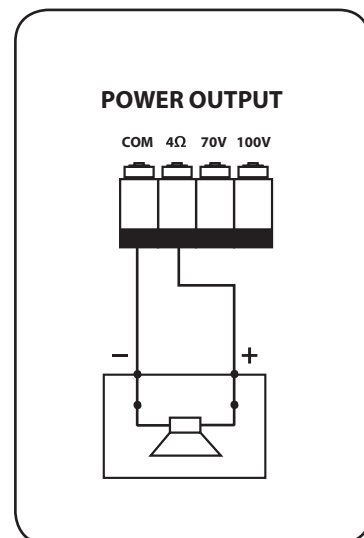 POWER OUTPUT
COM 4Ω 70V 100V
– +